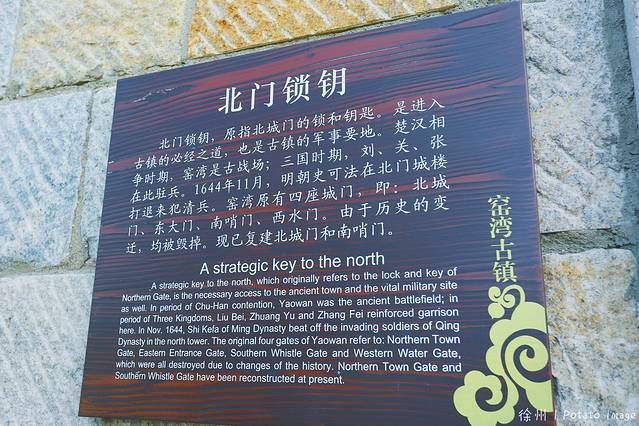 北门锁钥
北门锁钥，原指北城门的锁和钥匙。是进入
古镇的必经之道，也是古镇的军事要地。楚汉相
争时期，窑湾是古战场；三国时期，刘、关、张
在此驻兵。1644年11月，明朝史可法在北门城楼
打退来犯清兵。窑湾原有四座城门，即：北城
门、东大门、南哨门、西水门。由于历史的变
迁，均被毁掉。现已复建北城门和南哨门。
A strategic key to the north
A strategic key to the north, which originally refers to the lock and key of
Northern Gate, is the necessary access to the ancient town and the vital military site
as well. In period of Chu-Han contention, Yaowan was the ancient battlefield; in
period of Three Kingdoms, Liu Bei, Zhuang Yu and Zhang Fei reinforced garrison
here. In Nov. 1644, Shi Kefa of Ming Dynasty beat off the invading soldiers of Qing
Dynasty in the north tower. The original four gates of Yaowan refer to: Northern Town
Gate, Eastern Entrance Gate, Southern Whistle Gate and Western Water Gate,
which were all destroyed due to changes of the history. Northern Town Gate and
Southern Whistle Gate have been reconstructed at present.
窑湾古镇
徐州 | Potato image